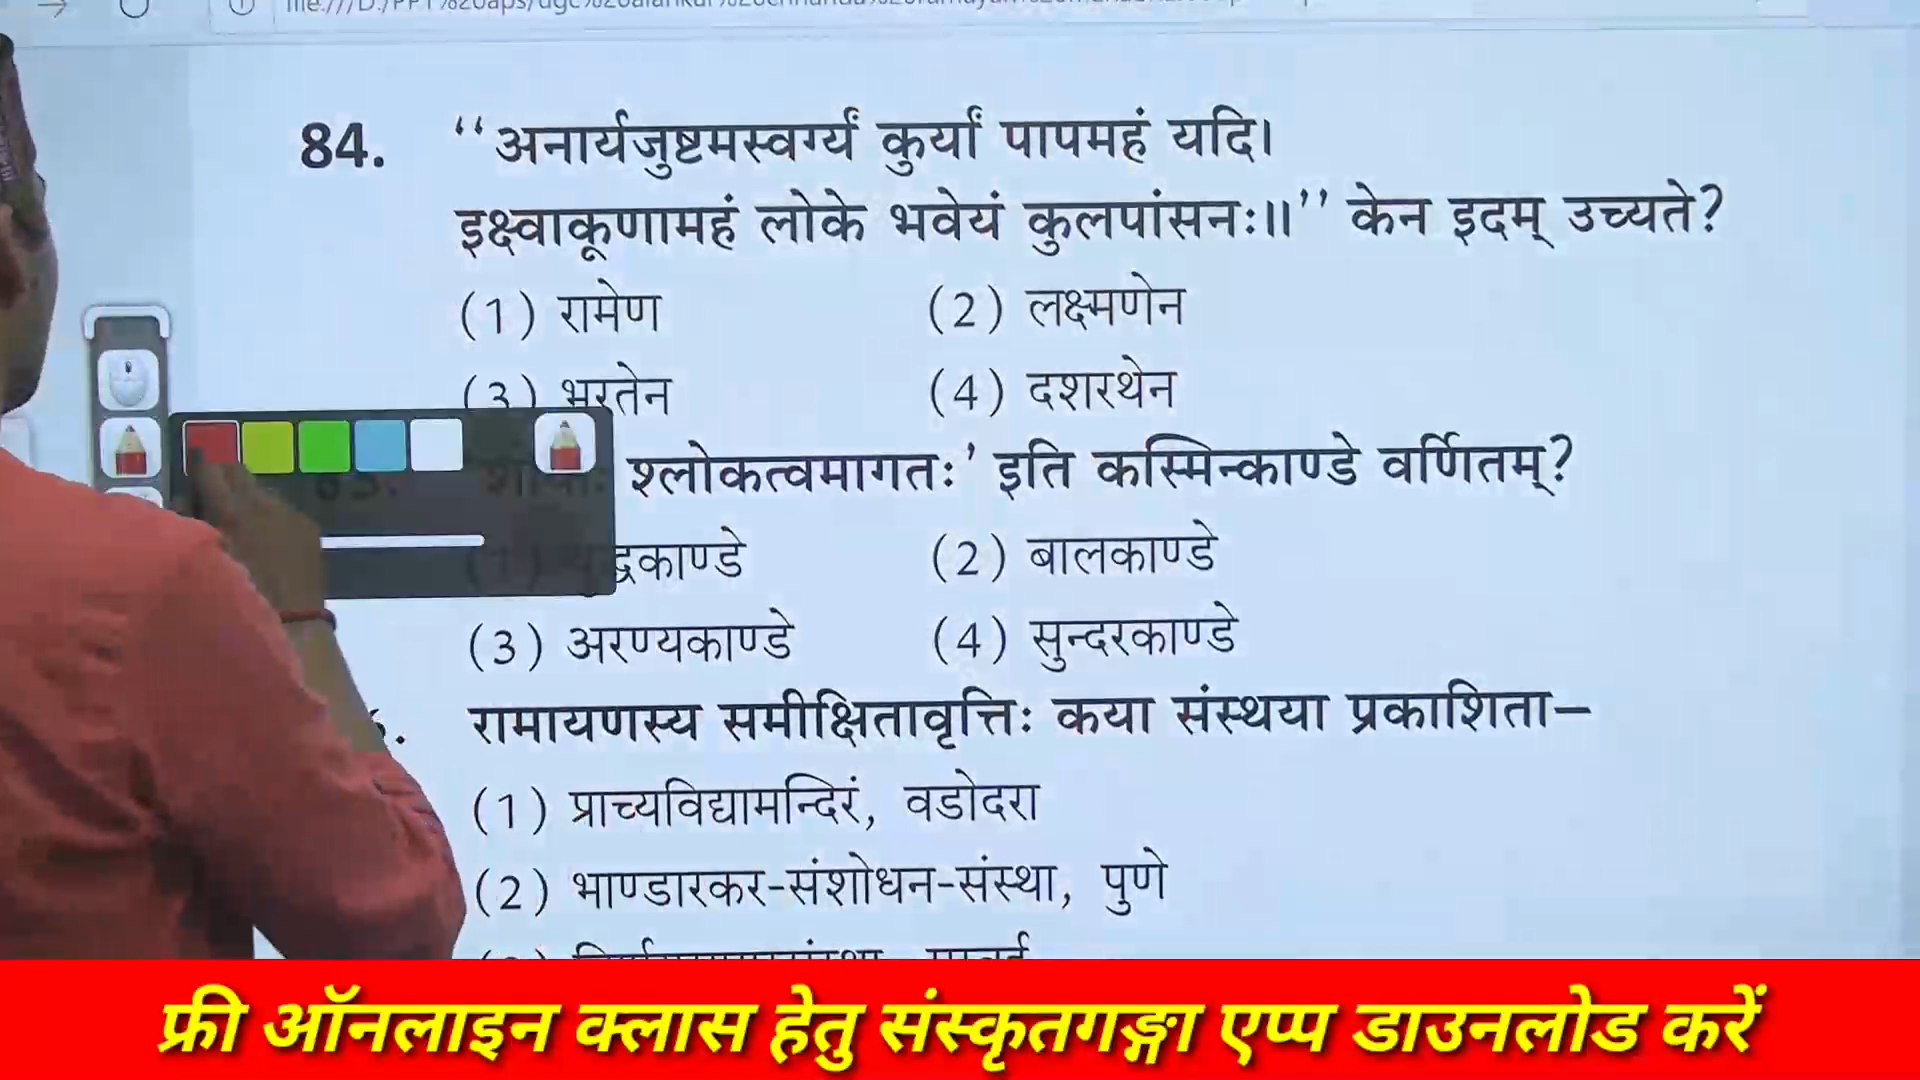 84. ‘‘अनार्यजुष्टमस्वर्ग्यं कुर्यां पापमहं यदि।
इक्ष्वाकूणामहं लोके भवेयं कुलपांसनः॥’’ केन इदम् उच्यते?
(1) रामेण (2) लक्ष्मणेन
(3) भरतेन (4) दशरथेन
85. श्लोकत्वमागतः’ इति कस्मिन्काण्डे वर्णितम्?
(2) बालकाण्डे
(3) अरण्यकाण्डे (4) सुन्दरकाण्डे
रामायणस्य समीक्षितावृत्तिः कया संस्थया प्रकाशिता–
(1) प्राच्यविद्यामन्दिरं, वडोदरा
(2) भाण्डारकर-संशोधन-संस्था, पुणे
फ्री ऑनलाइन क्लास हेतु संस्कृतगङ्गा एप्प डाउनलोड करें